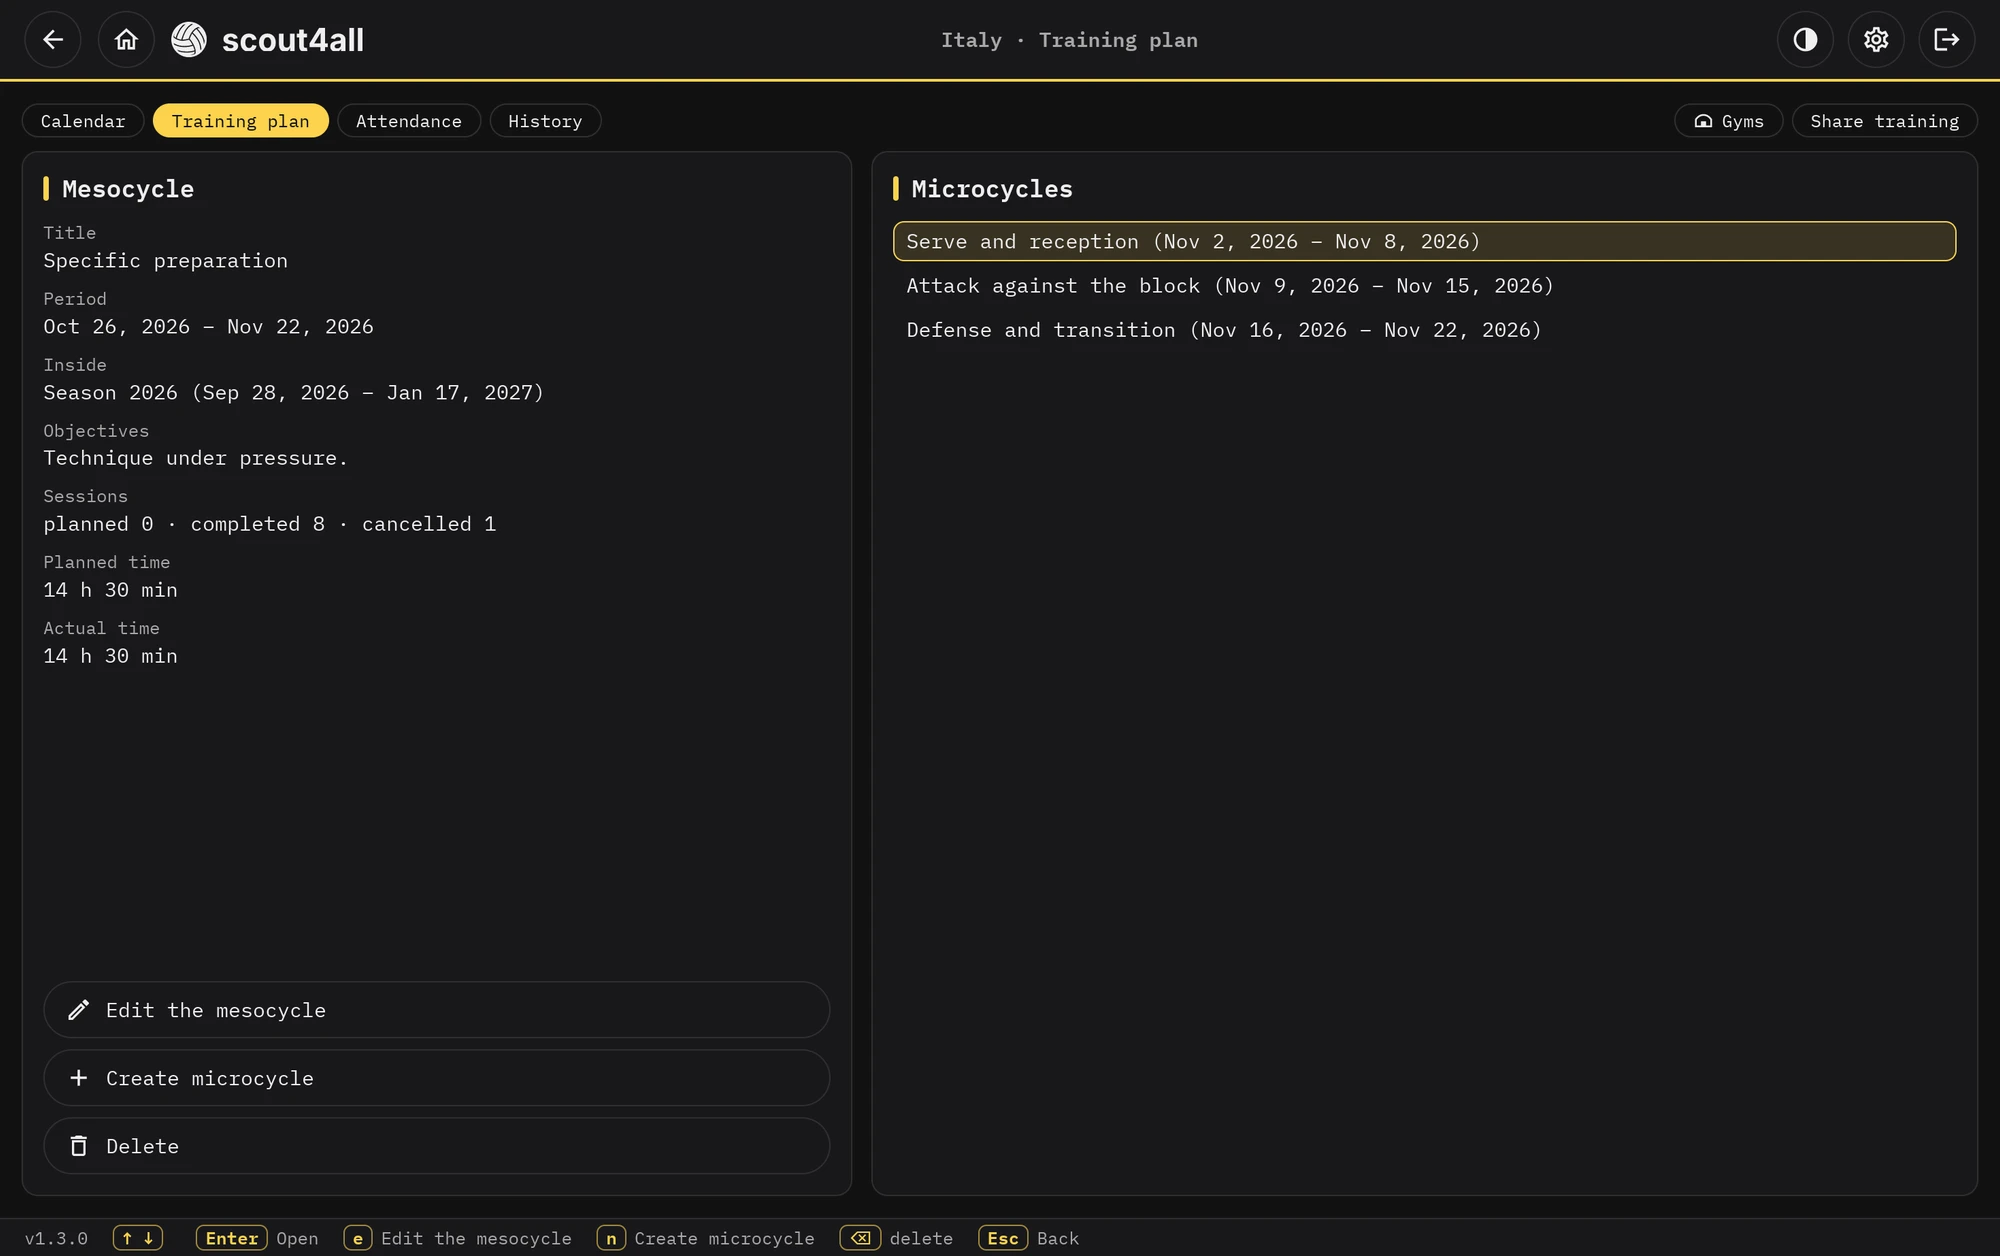 scout4all
Italy · Training plan
Calendar
Training plan
Attendance
History
Gyms
Share training
Mesocycle
Title
Specific preparation
Period
Oct 26, 2026 – Nov 22, 2026
Inside
Season 2026 (Sep 28, 2026 – Jan 17, 2027)
Objectives
Technique under pressure.
Sessions
planned 0 · completed 8 · cancelled 1
Planned time
14 h 30 min
Actual time
14 h 30 min
Edit the mesocycle
Create microcycle
Delete
Microcycles
Serve and reception (Nov 2, 2026 – Nov 8, 2026)
Attack against the block (Nov 9, 2026 – Nov 15, 2026)
Defense and transition (Nov 16, 2026 – Nov 22, 2026)
v1.3.0 ↑ ↓ Enter Open e Edit the mesocycle n Create microcycle ⌫ delete Esc Back